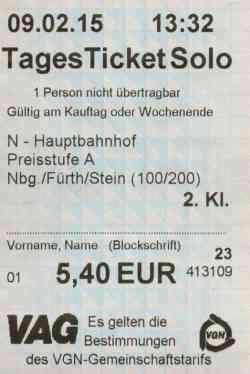 09.02.15 13:32
TagesTicketSolo
1 Person nicht übertragbar
Gültig am Kauftag oder Wochenende
N - Hauptbahnhof
Preisstufe A
Nbg./Fürth/Stein (100/200)
2. Kl.
Vorname, Name (Blockschrift)
23
01 5,40 EUR 413109
VAG Es gelten die VGN
Bestimmungen
des VGN-Gemeinschaftstarifs